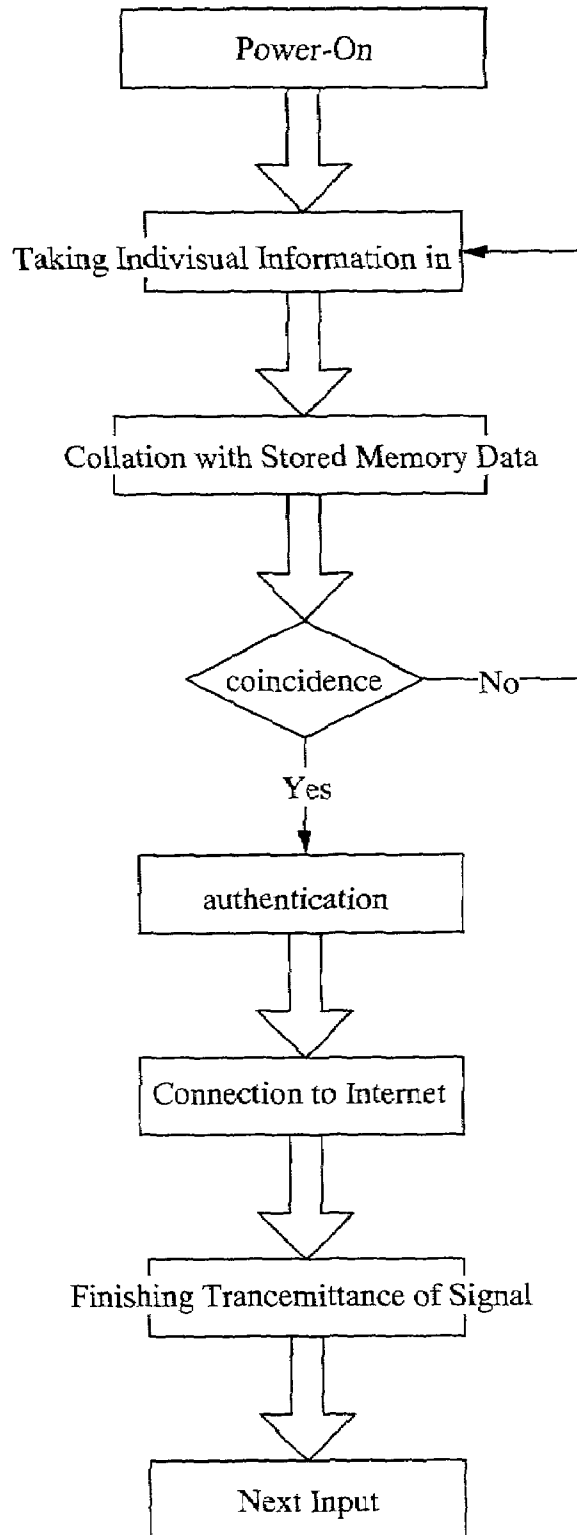 Power-On
Taking Indivisual Information in
Collation with Stored Memory Data
coincidence
No
Yes
authentication
Connection to Internet
Finishing Trancemittance of Signal
Next Input